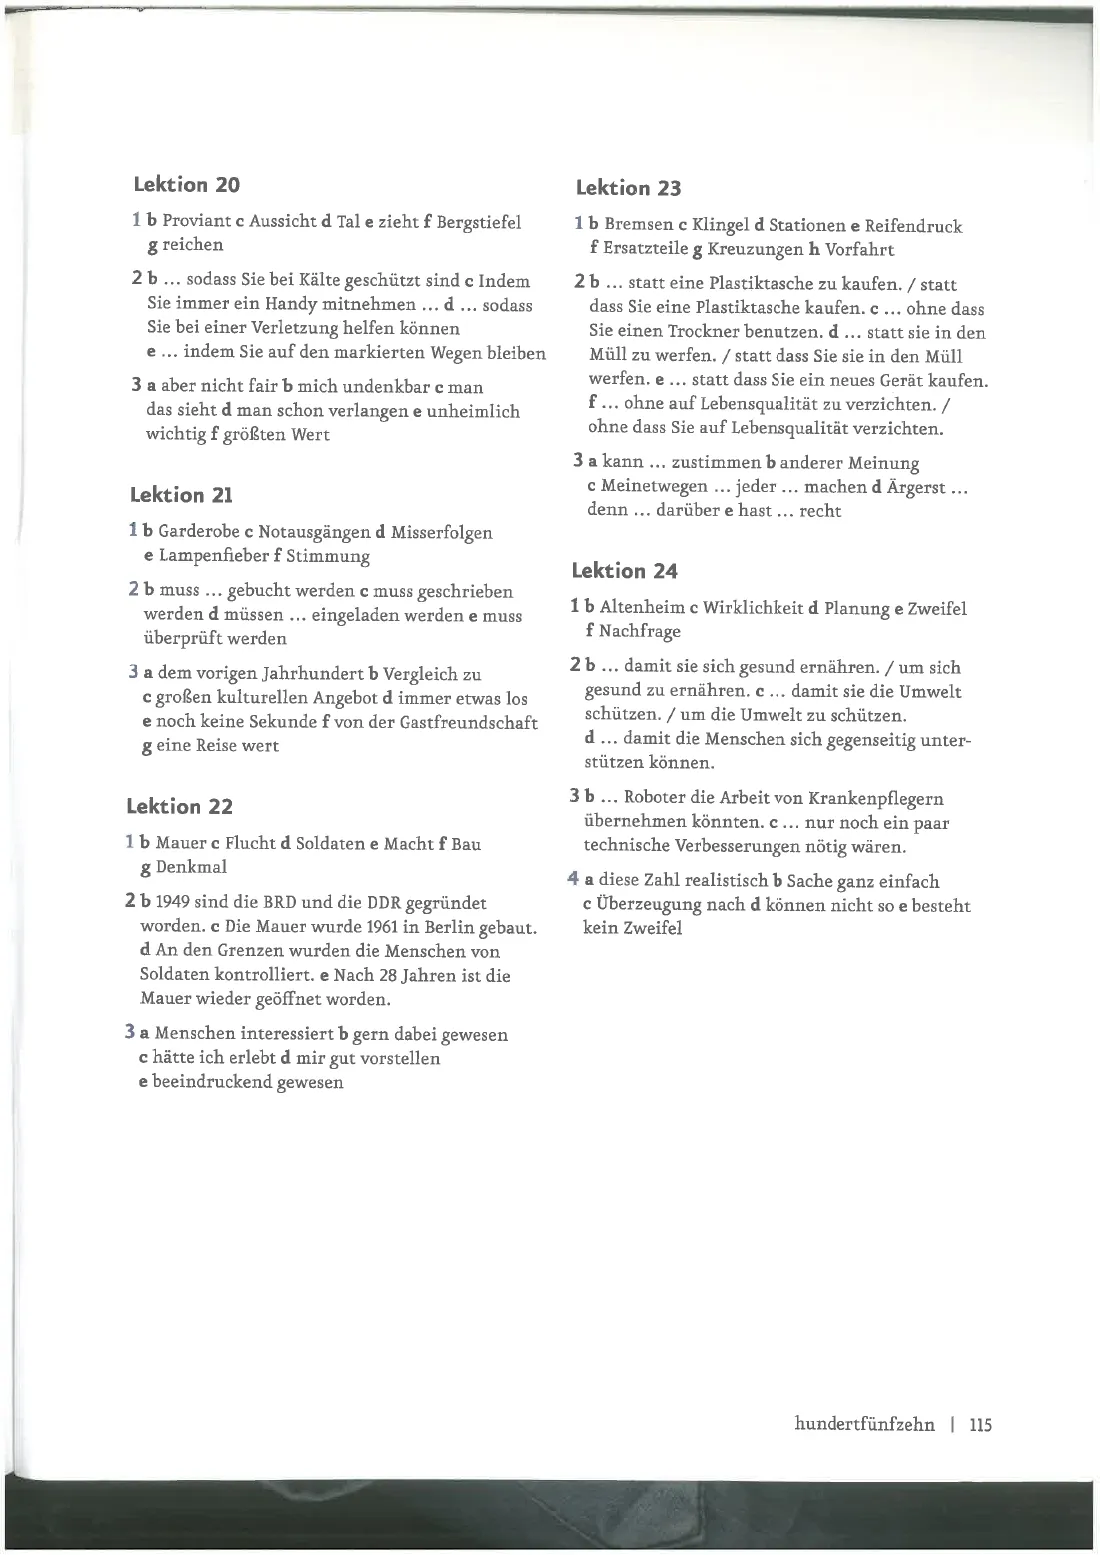 Lektion 20
1 b Proviant c Aussicht d Tal e zieht f Bergstiefel
g reichen
2 b ... sodass Sie bei Kälte geschützt sind c Indem
Sie immer ein Handy mitnehmen ... d ... sodass
Sie bei einer Verletzung helfen können
e ... indem Sie auf den markierten Wegen bleiben
3 a aber nicht fair b mich undenkbar c man
das sieht d man schon verlangen e unheimlich
wichtig f größten Wert
Lektion 21
1 b Garderobe c Notausgängen d Misserfolgen
e Lampenfieber f Stimmung
2 b muss ... gebucht werden c muss geschrieben
werden d müssen ... eingeladen werden e muss
überprüft werden
3 a dem vorigen Jahrhundert b Vergleich zu
c großen kulturellen Angebot d immer etwas los
e noch keine Sekunde f von der Gastfreundschaft
g eine Reise wert
Lektion 22
1 b Mauer c Flucht d Soldaten e Macht f Bau
g Denkmal
2 b 1949 sind die BRD und die DDR gegründet
worden. c Die Mauer wurde 1961 in Berlin gebaut.
d An den Grenzen wurden die Menschen von
Soldaten kontrolliert. e Nach 28 Jahren ist die
Mauer wieder geöffnet worden.
3 a Menschen interessiert b gern dabei gewesen
c hätte ich erlebt d mir gut vorstellen
e beeindruckend gewesen
Lektion 23
1 b Bremsen c Klingel d Stationen e Reifendruck
f Ersatzteile g Kreuzungen h Vorfahrt
2 b ... statt eine Plastiktasche zu kaufen. / statt
dass Sie eine Plastiktasche kaufen. c ... ohne dass
Sie einen Trockner benutzen. d ... statt sie in den
Müll zu werfen. / statt dass Sie sie in den Müll
werfen. e ... statt dass Sie ein neues Gerät kaufen.
f ... ohne auf Lebensqualität zu verzichten. /
ohne dass Sie auf Lebensqualität verzichten.
3 a kann ... zustimmen b anderer Meinung
c Meinetwegen ... jeder ... machen d Ärgerst ...
denn ... darüber e hast ... recht
Lektion 24
1 b Altenheim c Wirklichkeit d Planung e Zweifel
f Nachfrage
2 b ... damit sie sich gesund ernähren. / um sich
gesund zu ernähren. c ... damit sie die Umwelt
schützen. / um die Umwelt zu schützen.
d ... damit die Menschen sich gegenseitig unter-
stützen können.
3 b ... Roboter die Arbeit von Krankenpflegern
übernehmen könnten. c ... nur noch ein paar
technische Verbesserungen nötig wären.
4 a diese Zahl realistisch b Sache ganz einfach
c Überzeugung nach d können nicht so e besteht
kein Zweifel
hundertfünfzehn | 115